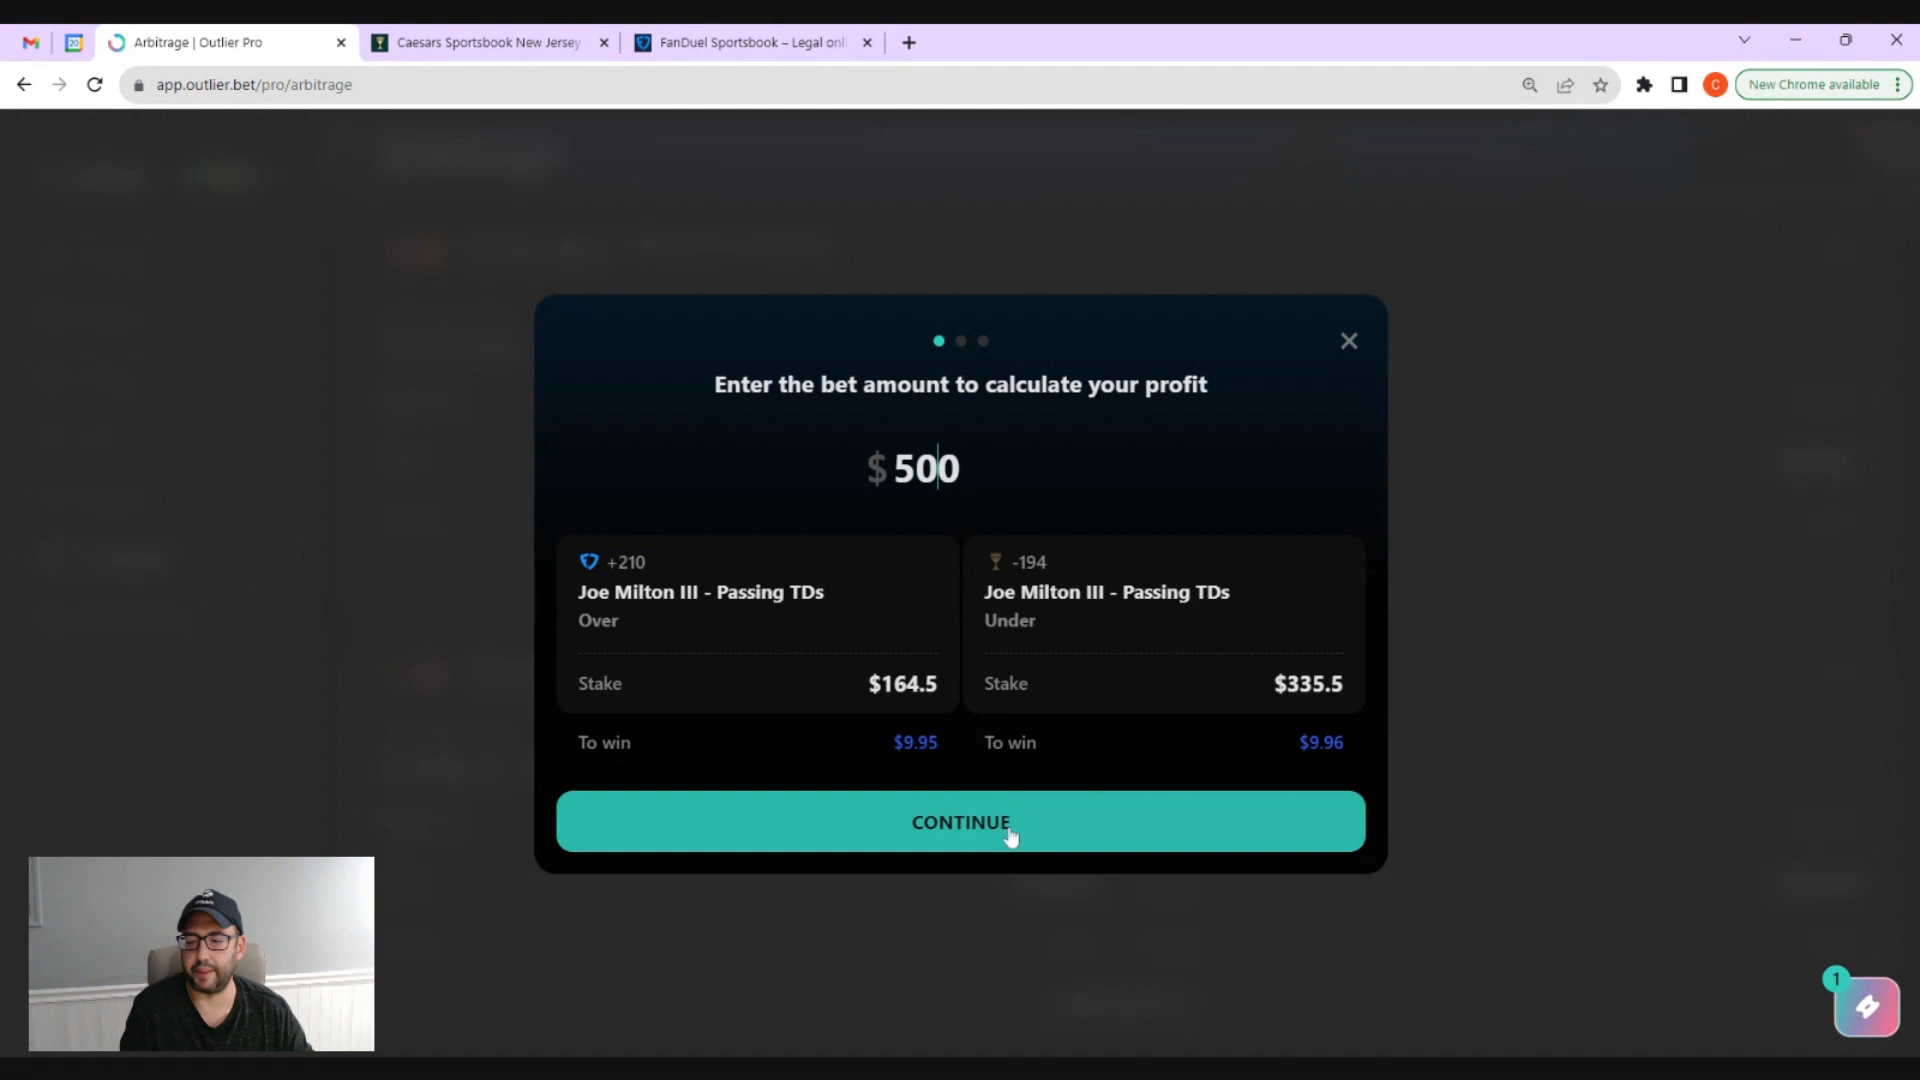 20
Arbitrage | Outlier Pro
Caesars Sportsbook New Jersey
FanDuel Sportsbook – Legal onl
app.outlier.bet/pro/arbitrage
C
New Chrome available
Enter the bet amount to calculate your profit
$ 500
+210
-194
Joe Milton III - Passing TDs
Joe Milton III - Passing TDs
Over
Under
Stake $164.5
Stake $335.5
To win $9.95
To win $9.96
CONTINUE
1